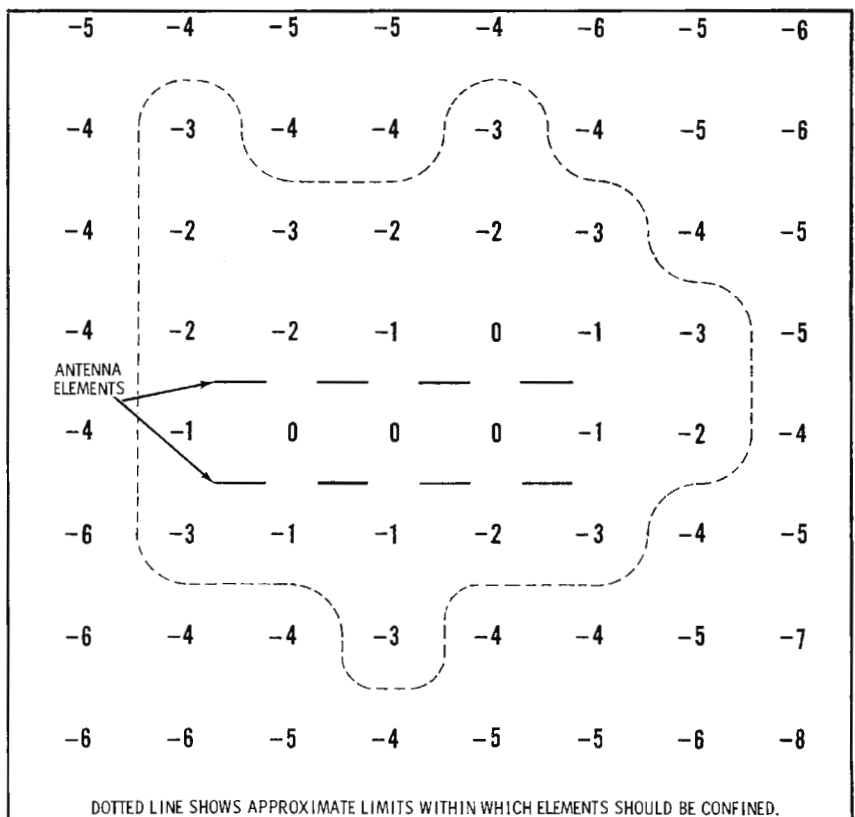 -5 -4 -5 -5 -4 -6 -5 -6
-4 -3 -4 -4 -3 -4 -5 -6
-4 -2 -3 -2 -2 -3 -4 -5
-4 -2 -2 -1 0 -1 -3 -5
ANTENNA
ELEMENTS
-4 -1 0 0 0 -1 -2 -4
-6 -3 -1 -1 -2 -3 -4 -5
-6 -4 -4 -3 -4 -4 -5 -7
-6 -6 -5 -4 -5 -5 -6 -8
DOTTED LINE SHOWS APPROXIMATE LIMITS WITHIN WHICH ELEMENTS SHOULD BE CONFINED.